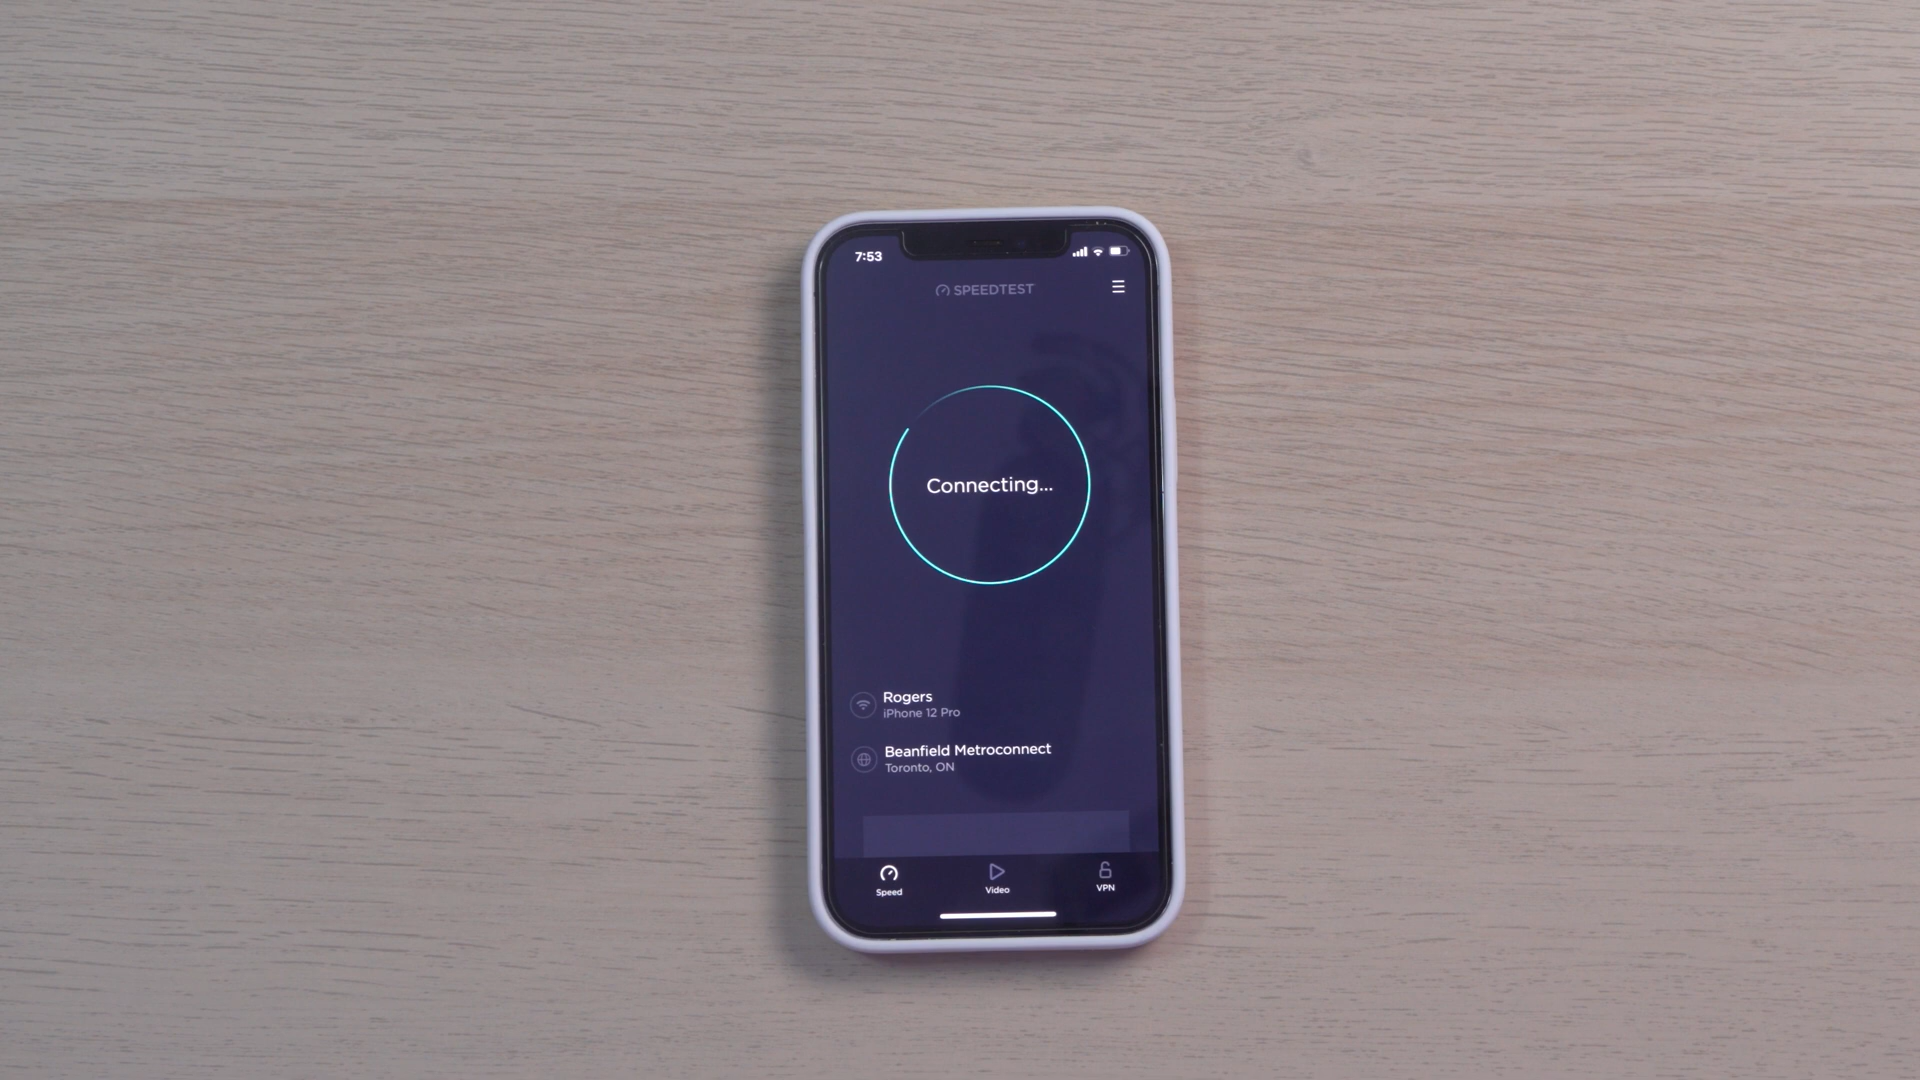 7:53
SPEEDTEST
Connecting...
Rogers
iPhone 12 Pro
Beanfield Metroconnect
Toronto, ON
Speed
Video
VPN